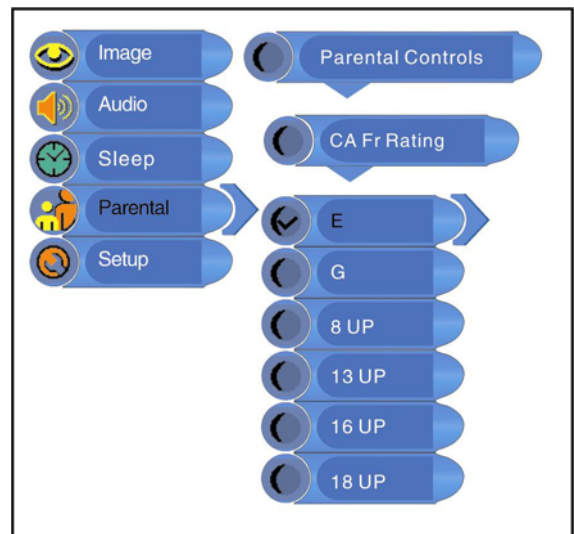 Image
Audio
Sleep
Parental
Setup
Parental Controls
CA Fr Rating
E
G
8 UP
13 UP
16 UP
18 UP